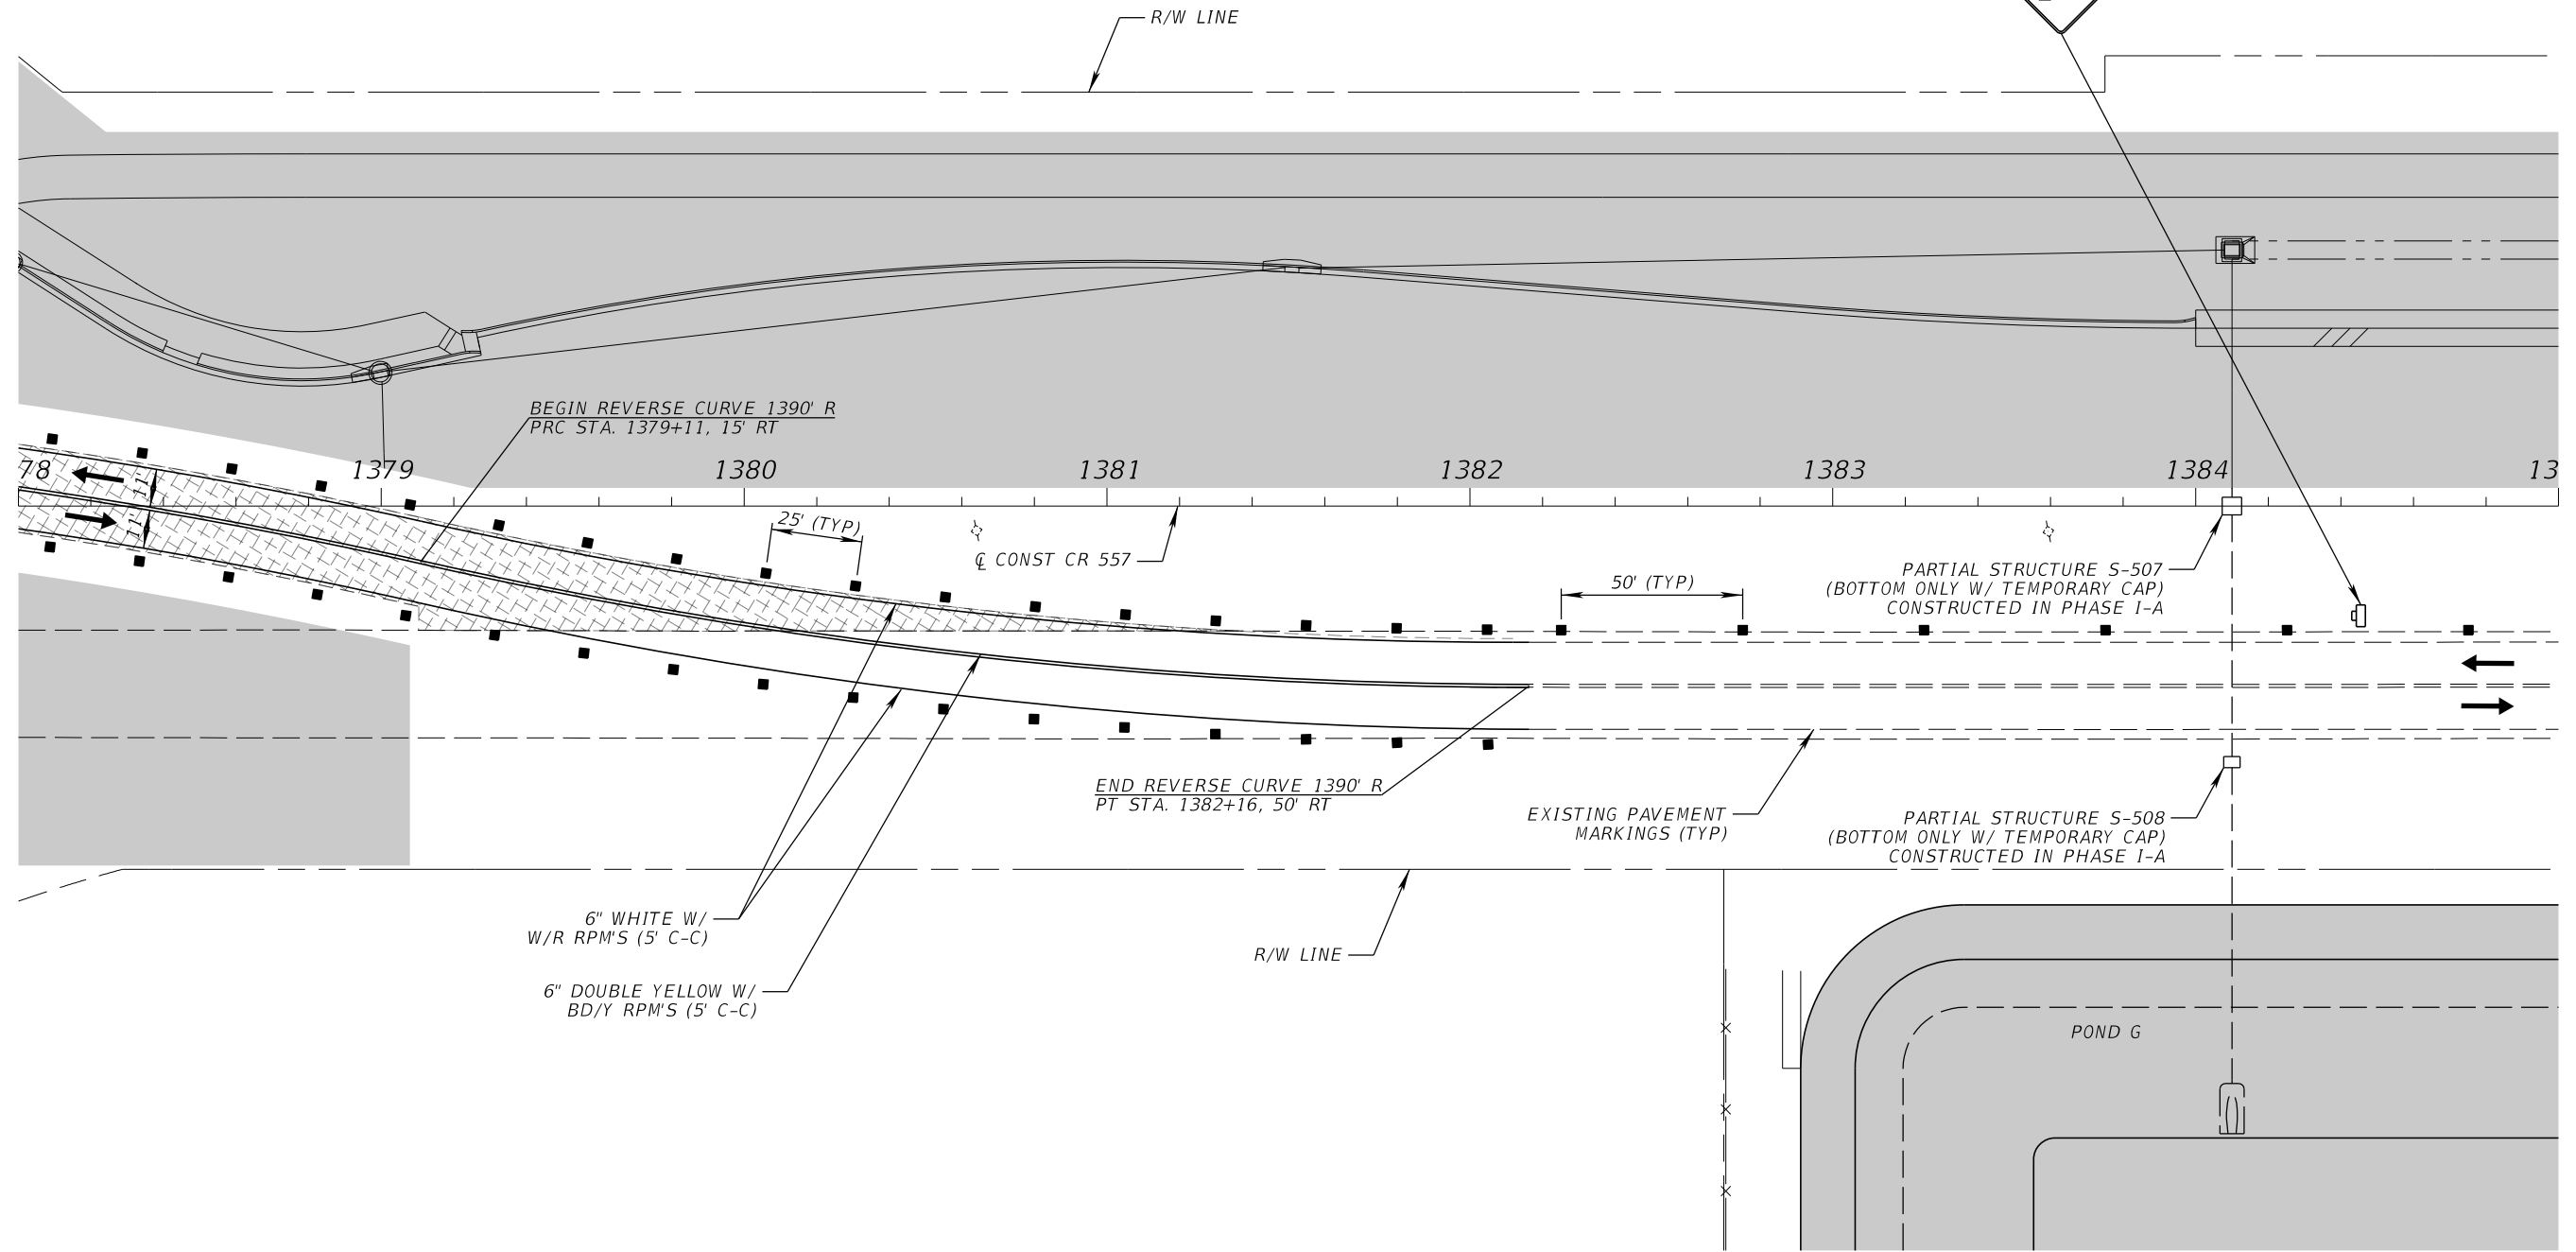 R/W LINE
BEGIN REVERSE CURVE 1390' R
PRC STA. 1379+11, 15' RT
78
1379
1380
1381
1382
1383
1384
13
11'
11'
25' (TYP)
℄ CONST CR 557
50' (TYP)
PARTIAL STRUCTURE S-507
(BOTTOM ONLY W/ TEMPORARY CAP)
CONSTRUCTED IN PHASE I-A
END REVERSE CURVE 1390' R
PT STA. 1382+16, 50' RT
EXISTING PAVEMENT
MARKINGS (TYP)
PARTIAL STRUCTURE S-508
(BOTTOM ONLY W/ TEMPORARY CAP)
CONSTRUCTED IN PHASE I-A
6" WHITE W/
W/R RPM'S (5' C-C)
R/W LINE
6" DOUBLE YELLOW W/
BD/Y RPM'S (5' C-C)
POND G